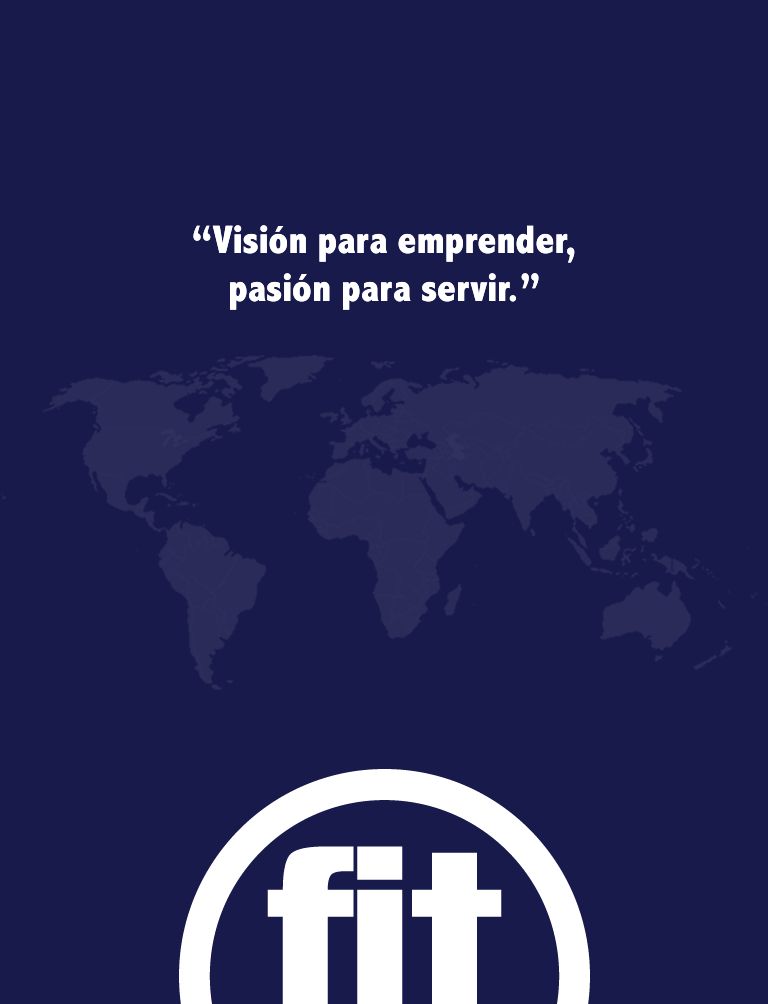 “Visión para emprender,
pasión para servir.”
fit